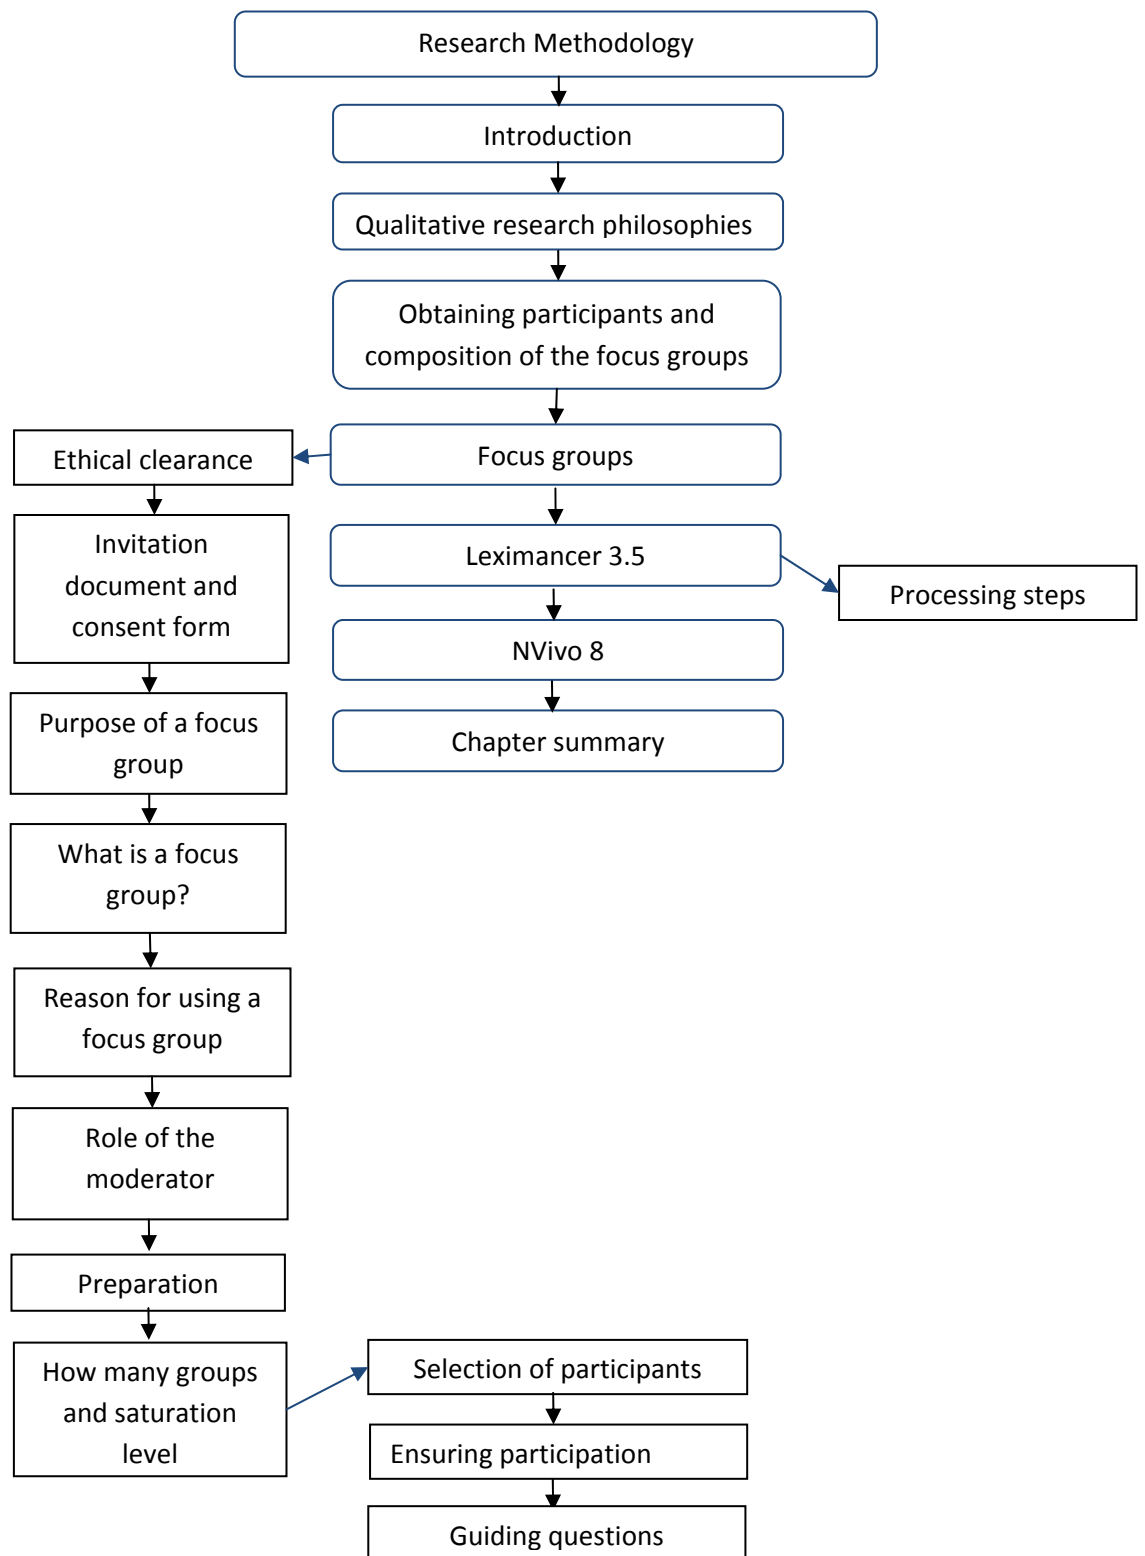 Research Methodology
Introduction
Qualitative research philosophies
Obtaining participants and
composition of the focus groups
Focus groups
Leximancer 3.5
NVivo 8
Chapter summary
Processing steps
Ethical clearance
Invitation
document and
consent form
Purpose of a focus
group
What is a focus
group?
Reason for using a
focus group
Role of the
moderator
Preparation
How many groups
and saturation
level
Selection of participants
Ensuring participation
Guiding questions